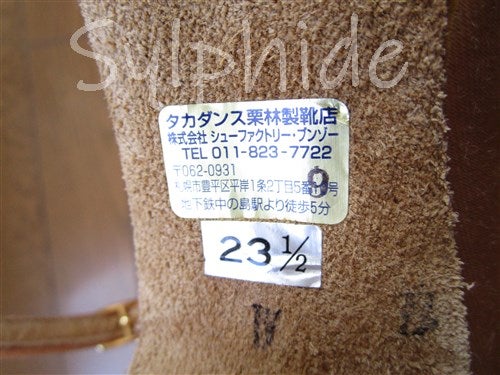 Sylphide
タカダンス栗林製靴店
株式会社 シューファクトリー・ブンゾー
TEL 011-823-7722
〒062-0931
札幌市豊平区平岸1条2丁目5番9号
地下鉄中の島駅より徒歩5分
23 1/2